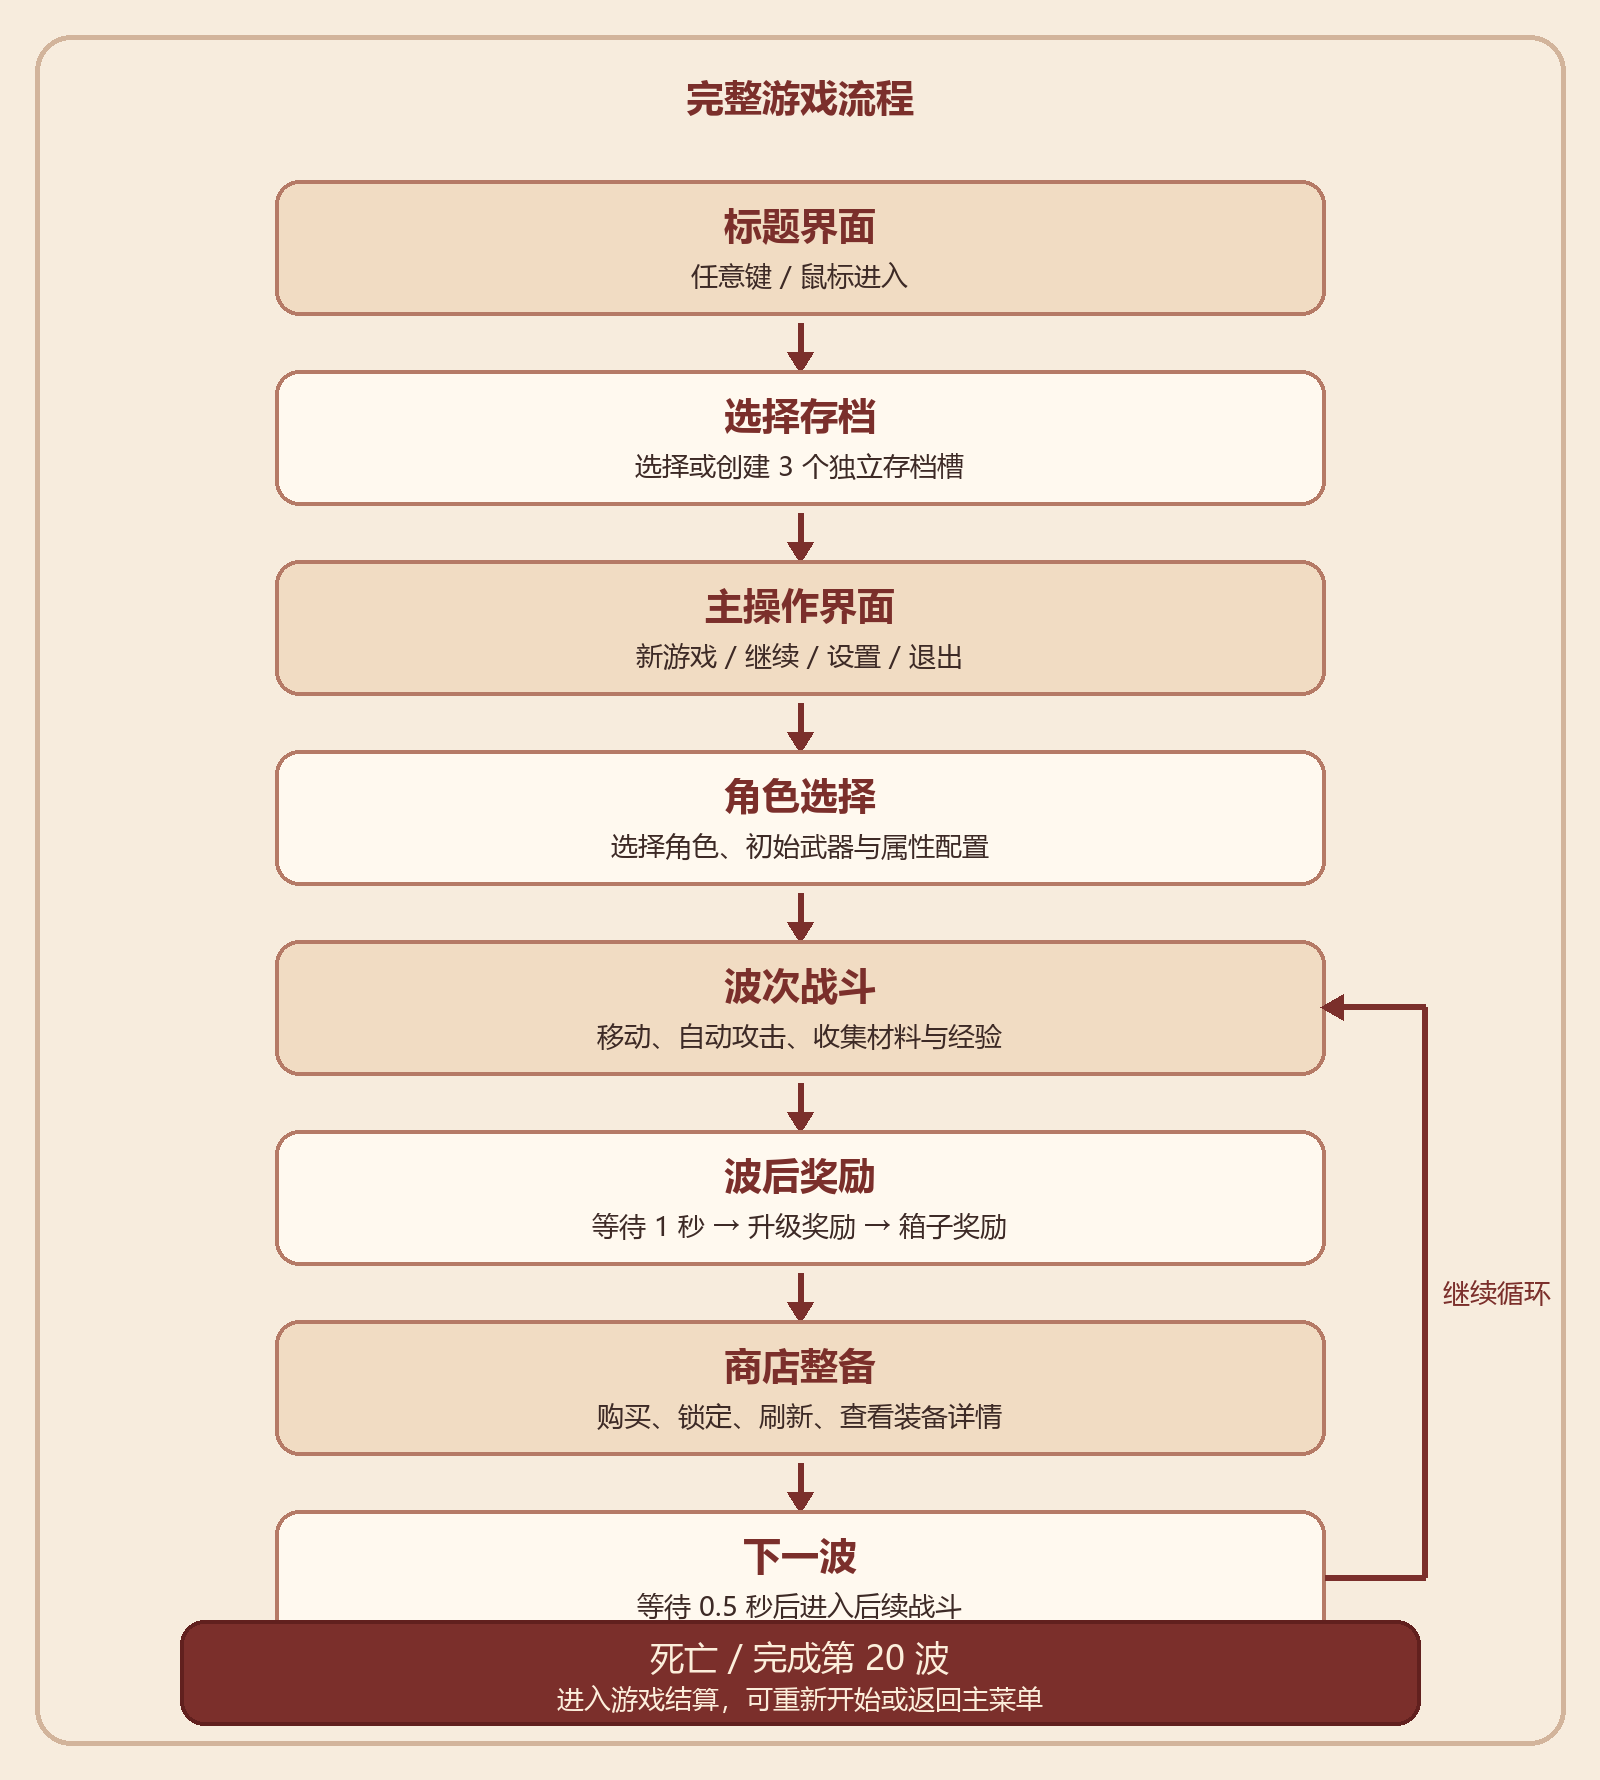 完整游戏流程
标题界面
任意键 / 鼠标进入
选择存档
选择或创建 3 个独立存档槽
主操作界面
新游戏 / 继续 / 设置 / 退出
角色选择
选择角色、初始武器与属性配置
波次战斗
移动、自动攻击、收集材料与经验
波后奖励
等待 1 秒 → 升级奖励 → 箱子奖励
继续循环
商店整备
购买、锁定、刷新、查看装备详情
下一波
等待 0.5 秒后进入后续战斗
死亡 / 完成第 20 波
进入游戏结算，可重新开始或返回主菜单